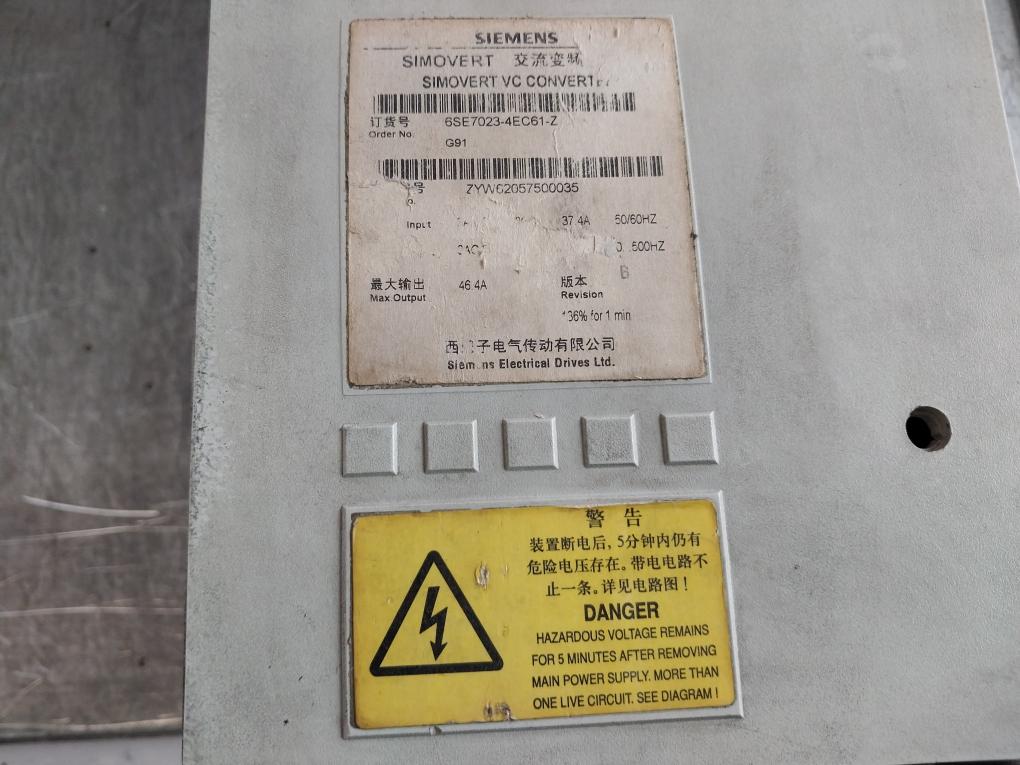 SIEMENS
SIMOVERT 交流变频
SIMOVERT VC
订货号 6SE7023-4EC61-Z
Order No.
G91
号 ZYW62057500035
Input 37.4A 50/60HZ
500HZ
最大输出 46.4A 版本 B
Max.Output Revision
136% for 1 min
西 子电气传动有限公司
Electrical Drives Ltd.
警 告
装置断电后, 5分钟内仍有
危险电压存在。带电电路不
止一条。详见电路图！
DANGER
HAZARDOUS VOLTAGE REMAINS
FOR 5 MINUTES AFTER REMOVING
MAIN POWER SUPPLY. MORE THAN
ONE LIVE CIRCUIT. SEE DIAGRAM !